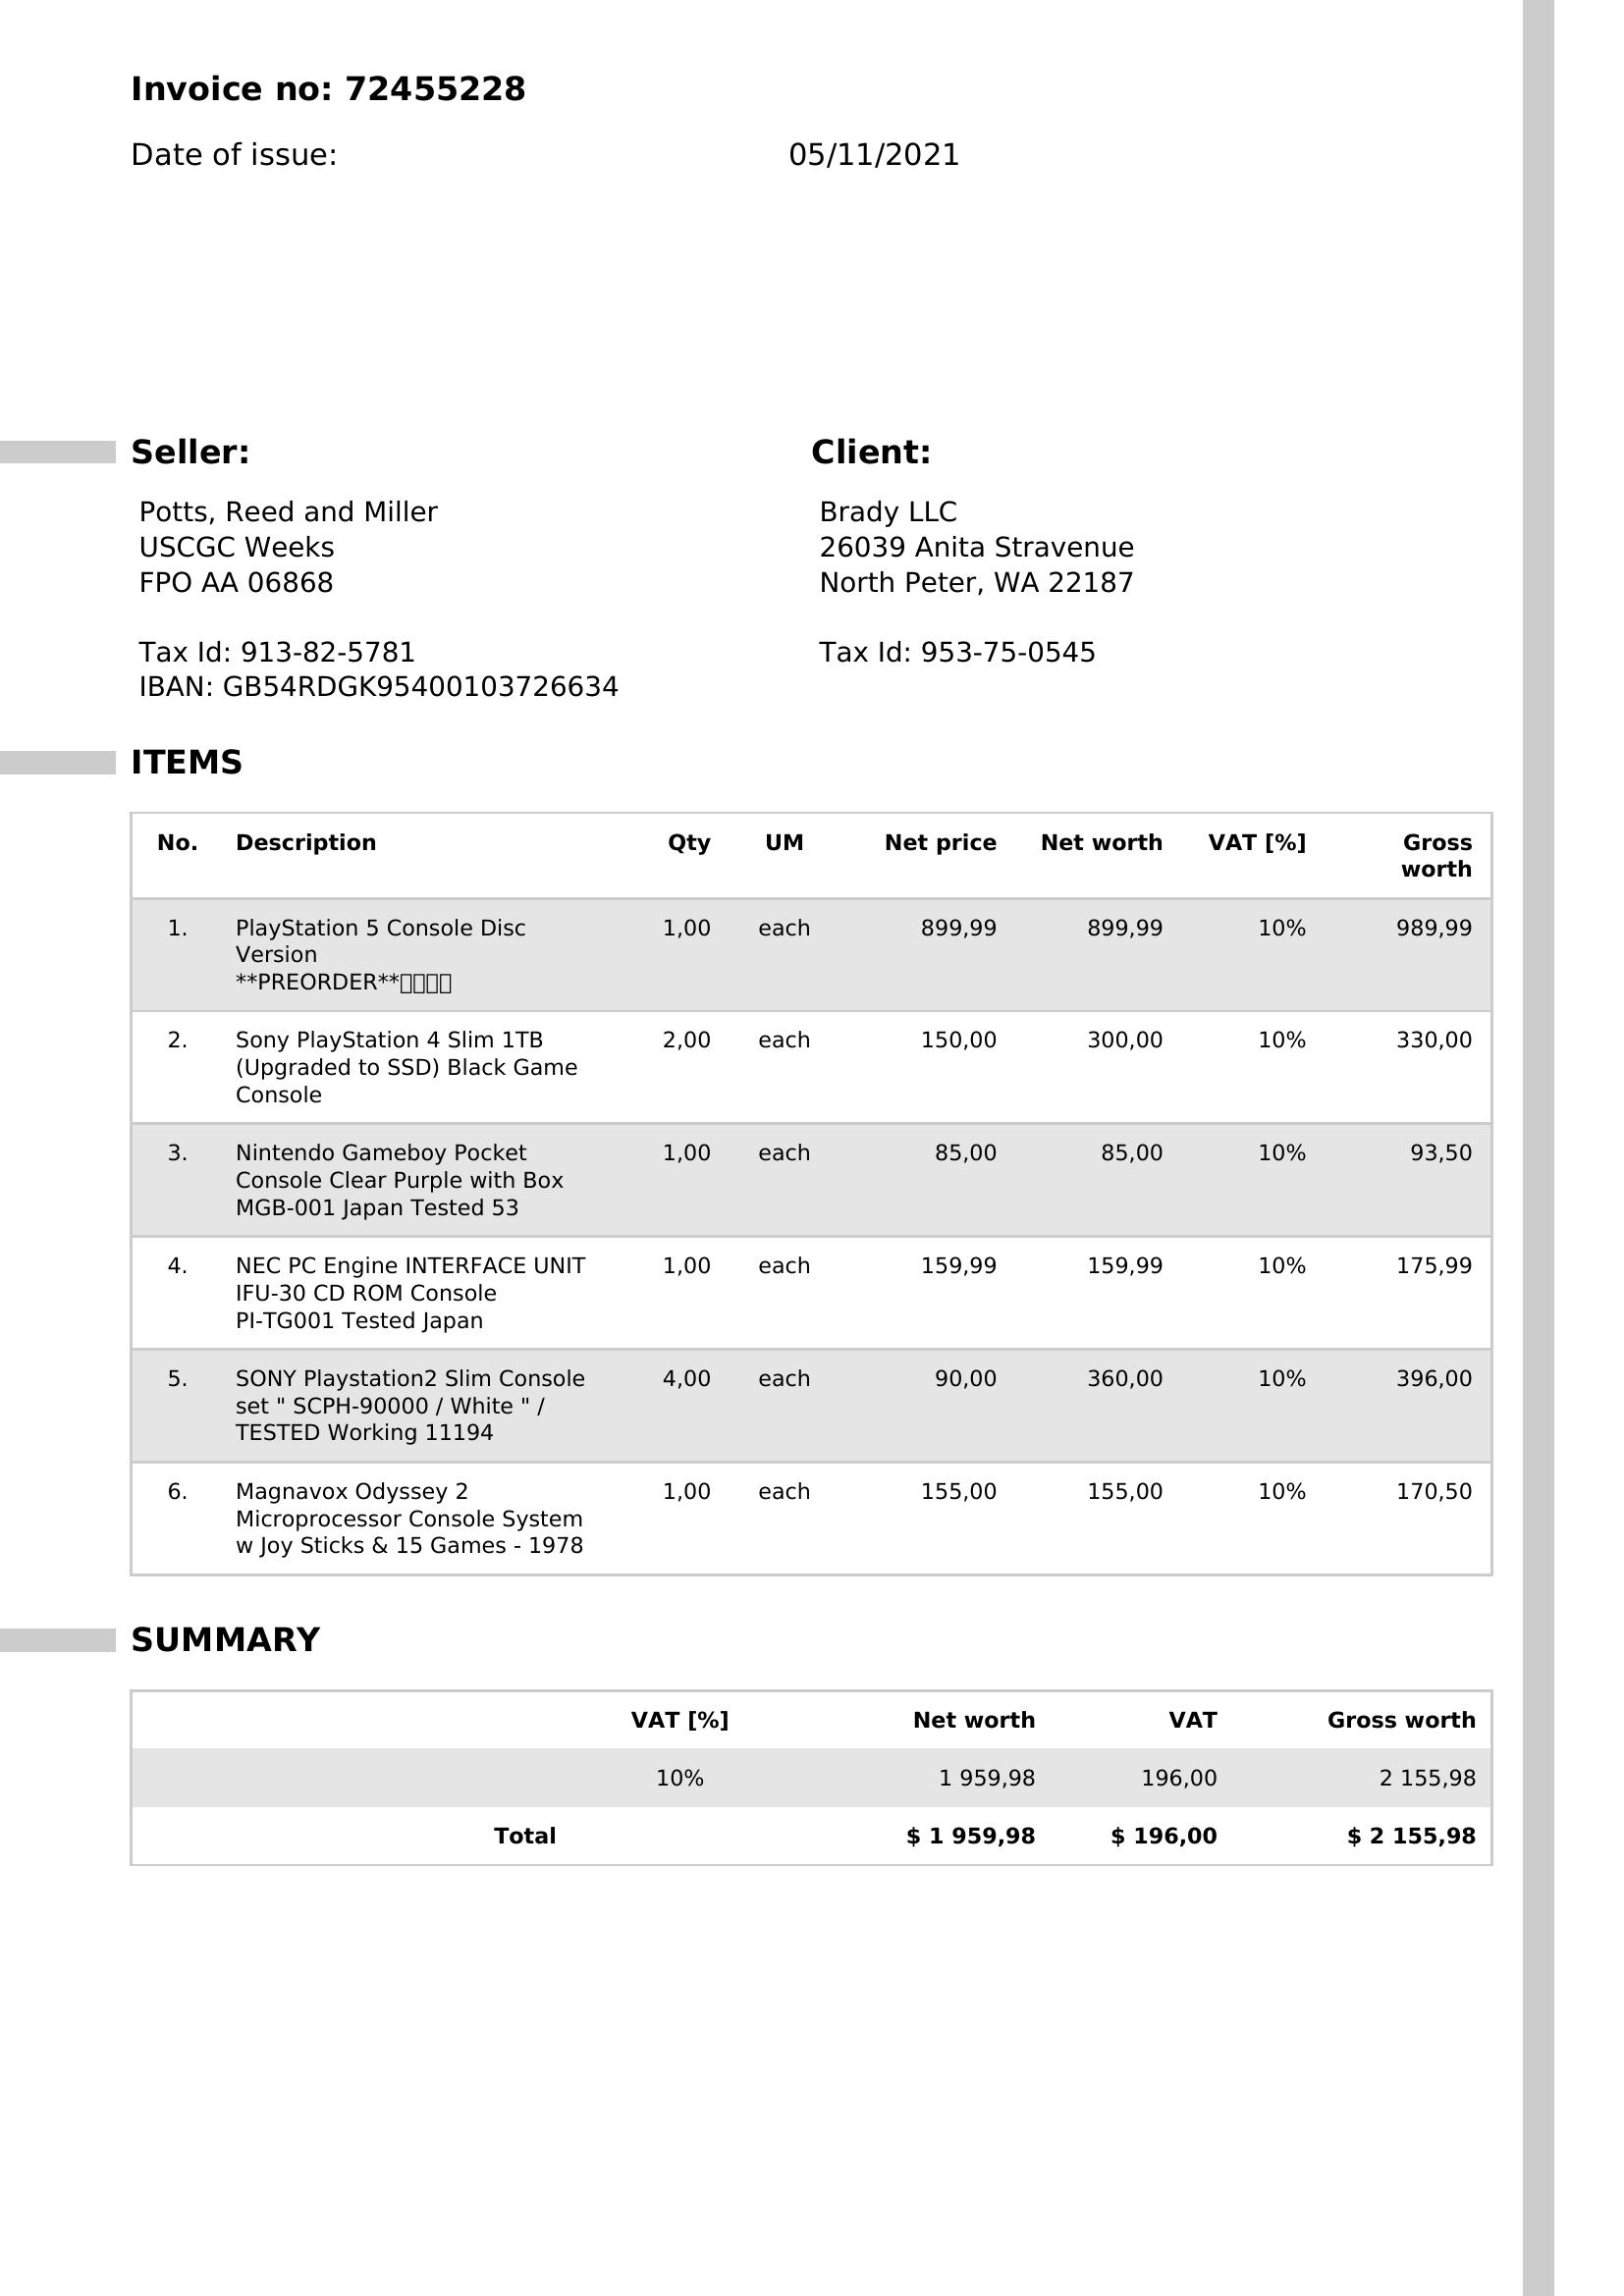 Invoice no: 72455228
Date of issue: 05/11/2021
Seller:
Potts, Reed and Miller
USCGC Weeks
FPO AA 06868
Tax Id: 913-82-5781
IBAN: GB54RDGK95400103726634
Client:
Brady LLC
26039 Anita Stravenue
North Peter, WA 22187
Tax Id: 953-75-0545
ITEMS
No. Description Qty UM Net price Net worth VAT [%] Gross
worth
1. PlayStation 5 Console Disc 1,00 each 899,99 899,99 10% 989,99
Version
**PREORDER**
2. Sony PlayStation 4 Slim 1TB 2,00 each 150,00 300,00 10% 330,00
(Upgraded to SSD) Black Game
Console
3. Nintendo Gameboy Pocket 1,00 each 85,00 85,00 10% 93,50
Console Clear Purple with Box
MGB-001 Japan Tested 53
4. NEC PC Engine INTERFACE UNIT 1,00 each 159,99 159,99 10% 175,99
IFU-30 CD ROM Console
PI-TG001 Tested Japan
5. SONY Playstation2 Slim Console 4,00 each 90,00 360,00 10% 396,00
set " SCPH-90000 / White " /
TESTED Working 11194
6. Magnavox Odyssey 2 1,00 each 155,00 155,00 10% 170,50
Microprocessor Console System
w Joy Sticks & 15 Games - 1978
SUMMARY
VAT [%] Net worth VAT Gross worth
10% 1 959,98 196,00 2 155,98
Total $ 1 959,98 $ 196,00 $ 2 155,98